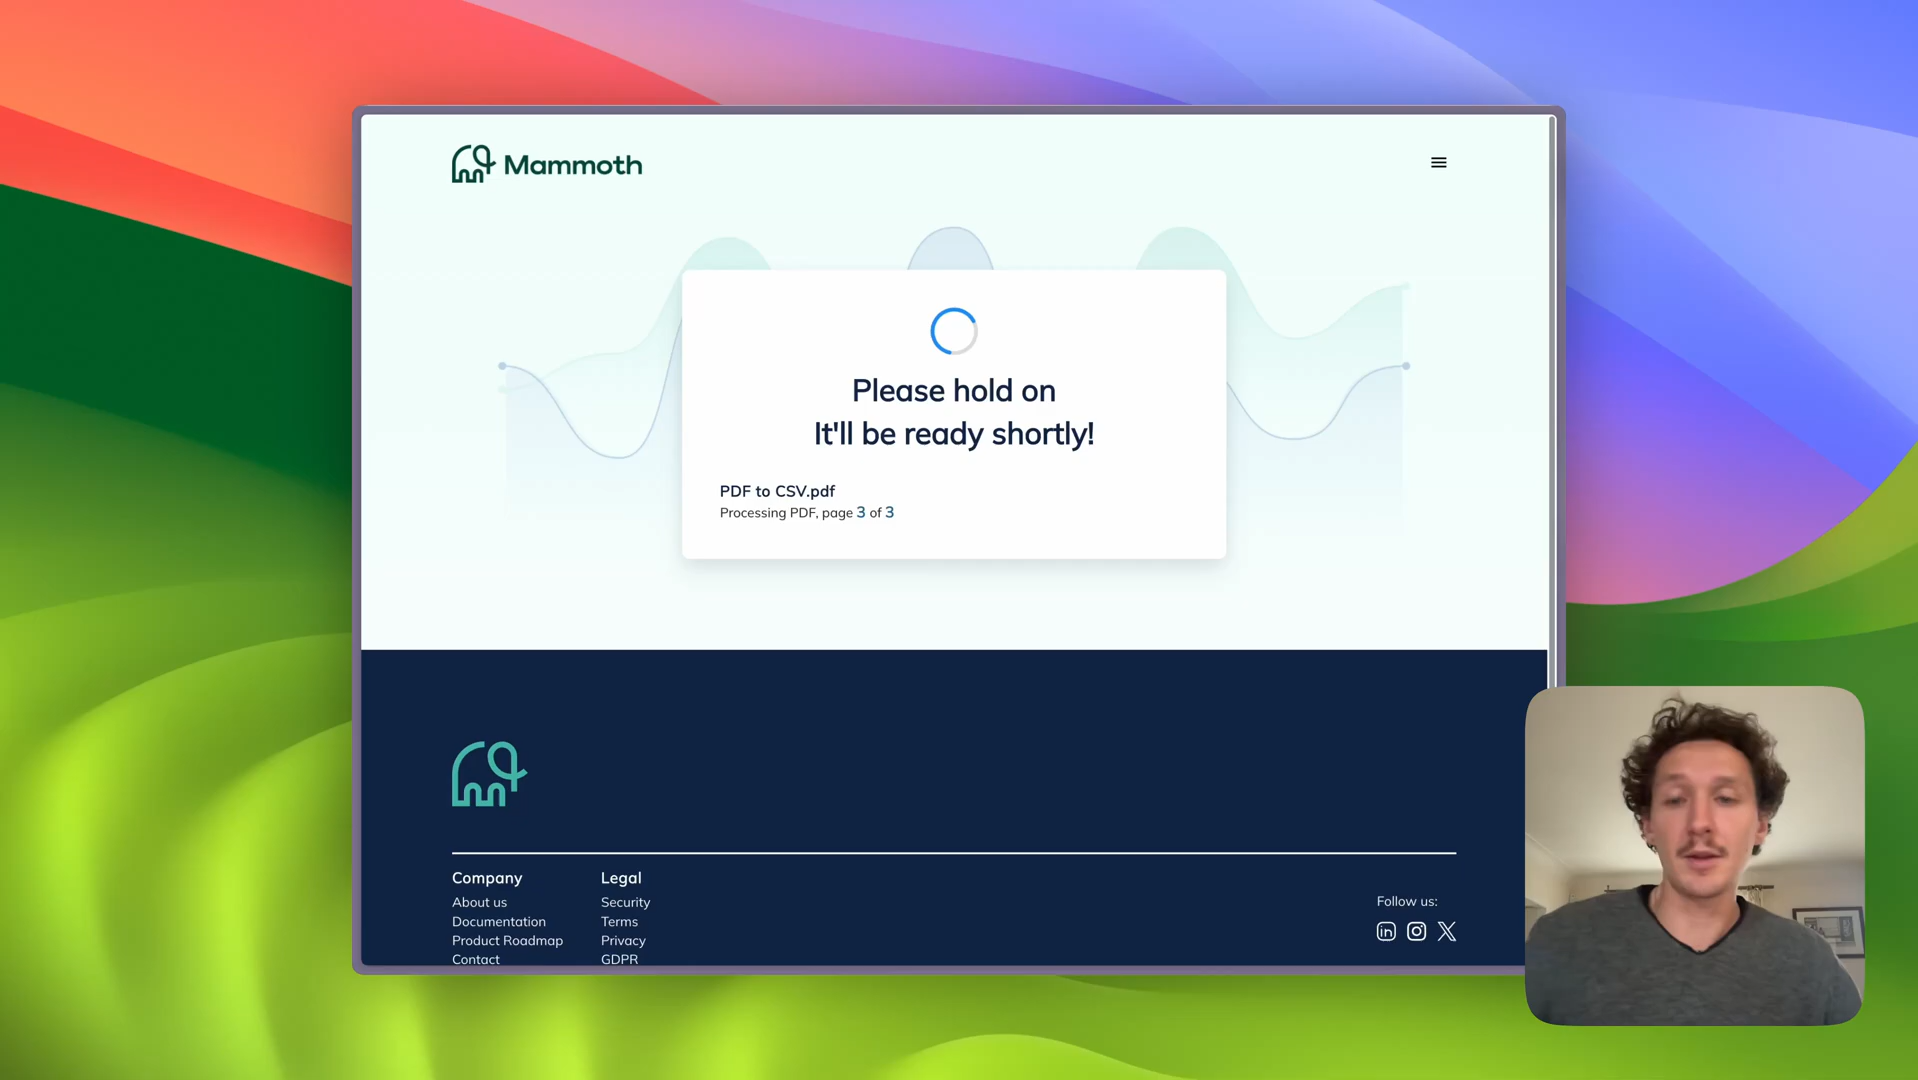 Mammoth
Please hold on
It'll be ready shortly!
PDF to CSV.pdf
Processing PDF, page 3 of 3
Company
About us
Documentation
Product Roadmap
Contact
Legal
Security
Terms
Privacy
GDPR
Follow us: